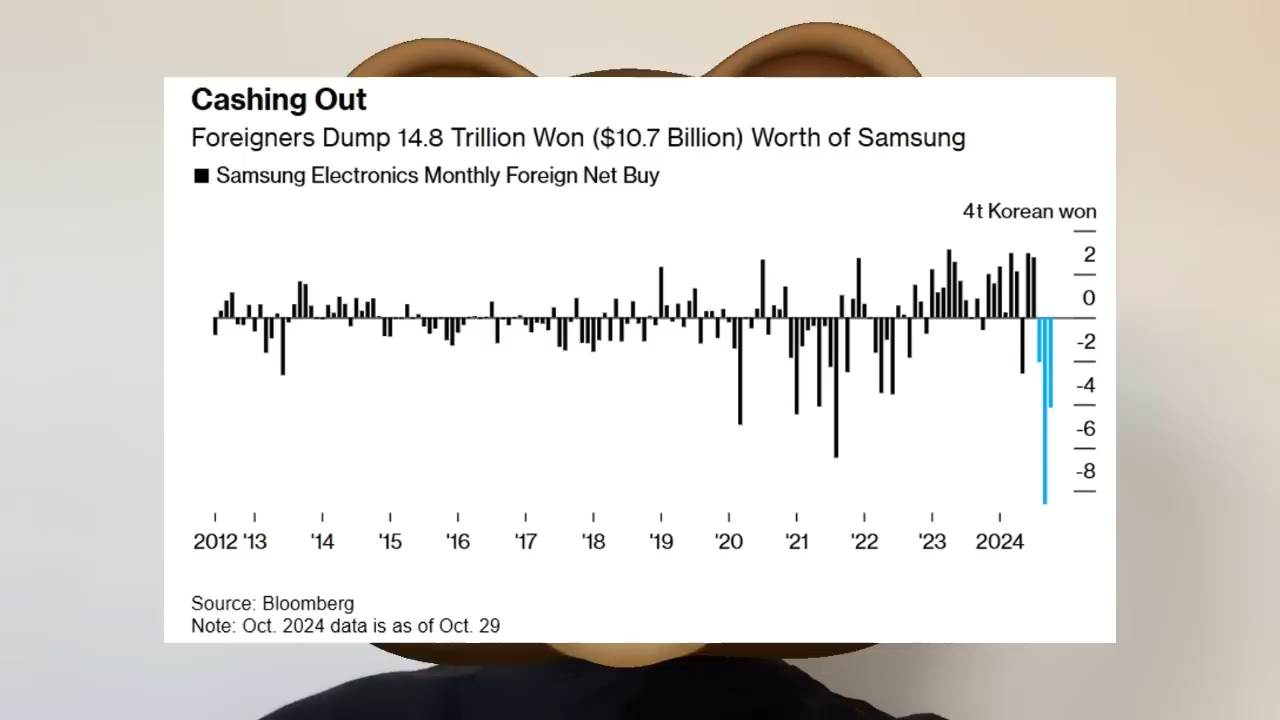 Cashing Out
Foreigners Dump 14.8 Trillion Won ($10.7 Billion) Worth of Samsung
Samsung Electronics Monthly Foreign Net Buy
4t Korean won
2
0
-2
-4
-6
-8
2012 '13 '14 '15 '16 '17 '18 '19 '20 '21 '22 '23 2024
Source: Bloomberg
Note: Oct. 2024 data is as of Oct. 29